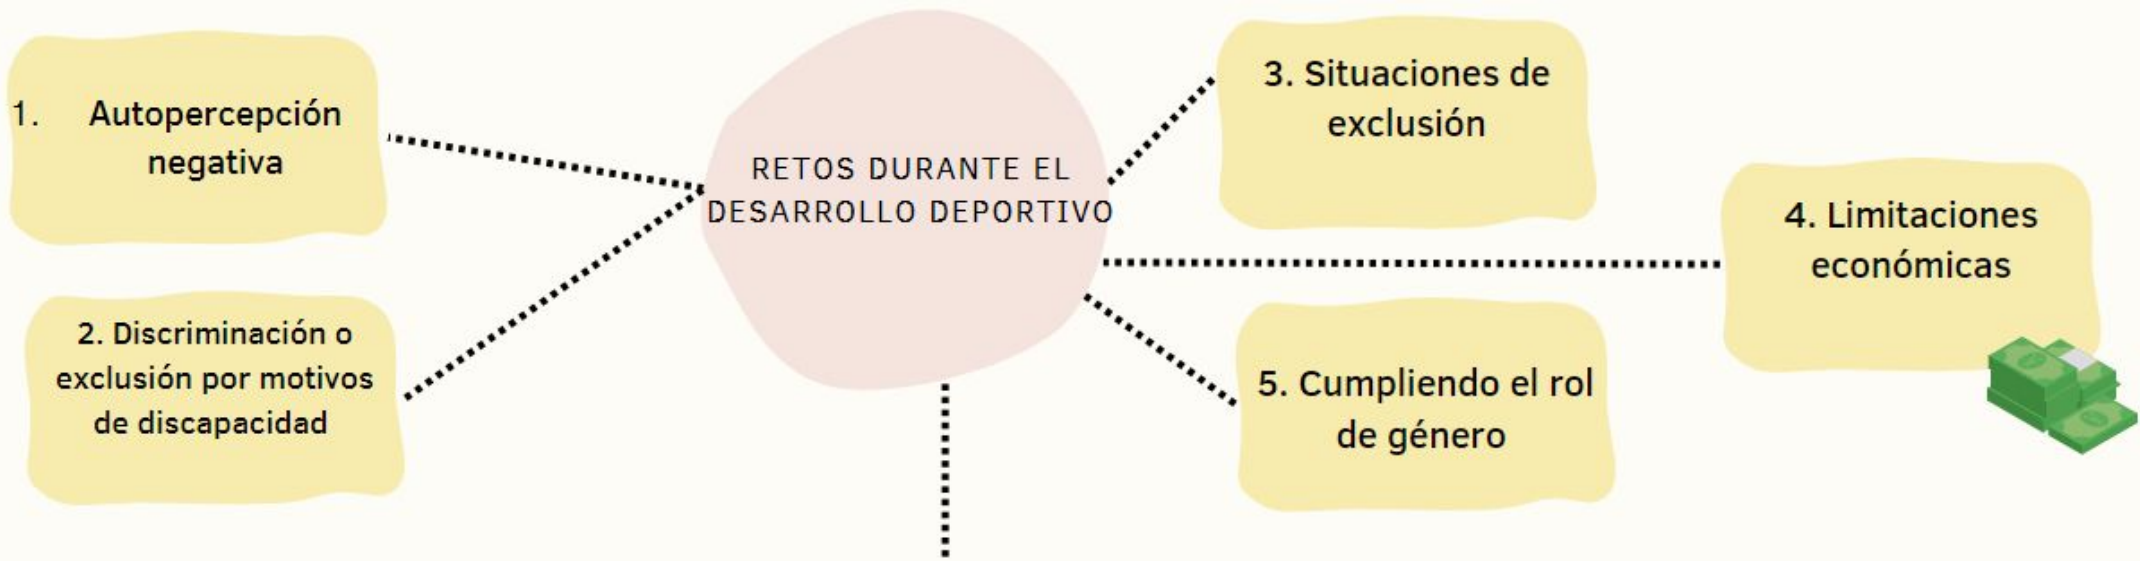 1. Autopercepción
negativa
2. Discriminación o
exclusión por motivos
de discapacidad
RETOS DURANTE EL
DESARROLLO DEPORTIVO
3. Situaciones de
exclusión
4. Limitaciones
económicas
5. Cumpliendo el rol
de género